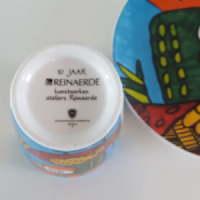 10 JAAR
REINAERDE
kunstwerken
ateliers Reinaerde